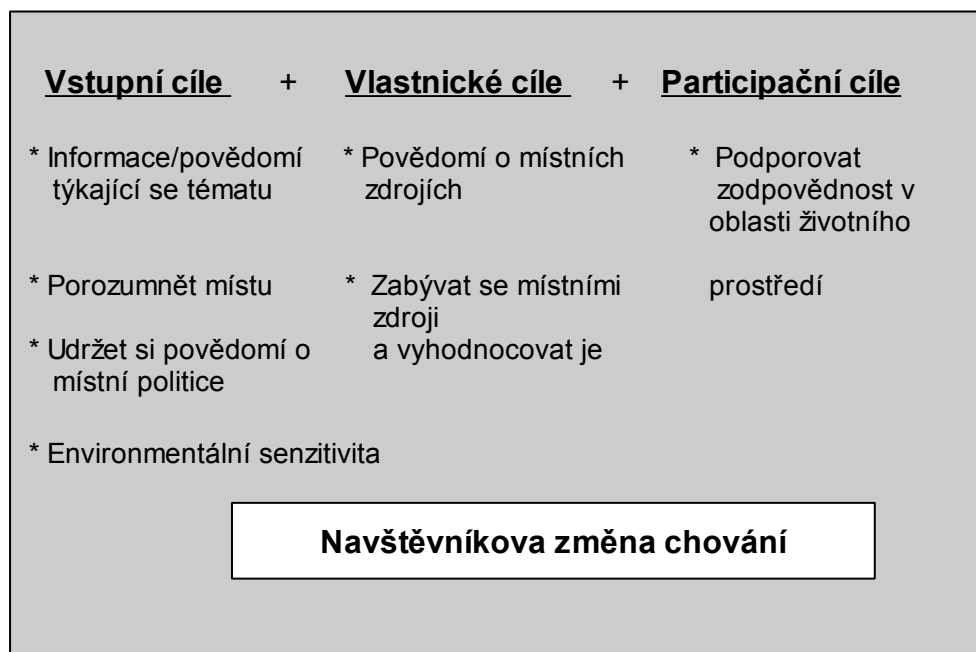 Vstupní cíle + Vlastnické cíle + Participační cíle
* Informace/povědomí
týkající se tématu
* Porozumnět místu
* Udržet si povědomí o
místní politice
* Environmentální senzitivita
* Povědomí o místních
zdrojích
* Zabývat se místními
zdroji
a vyhodnocovat je
* Podporovat
zodpovědnost v
oblasti životního
prostředí
Navštěvníkova změna chování